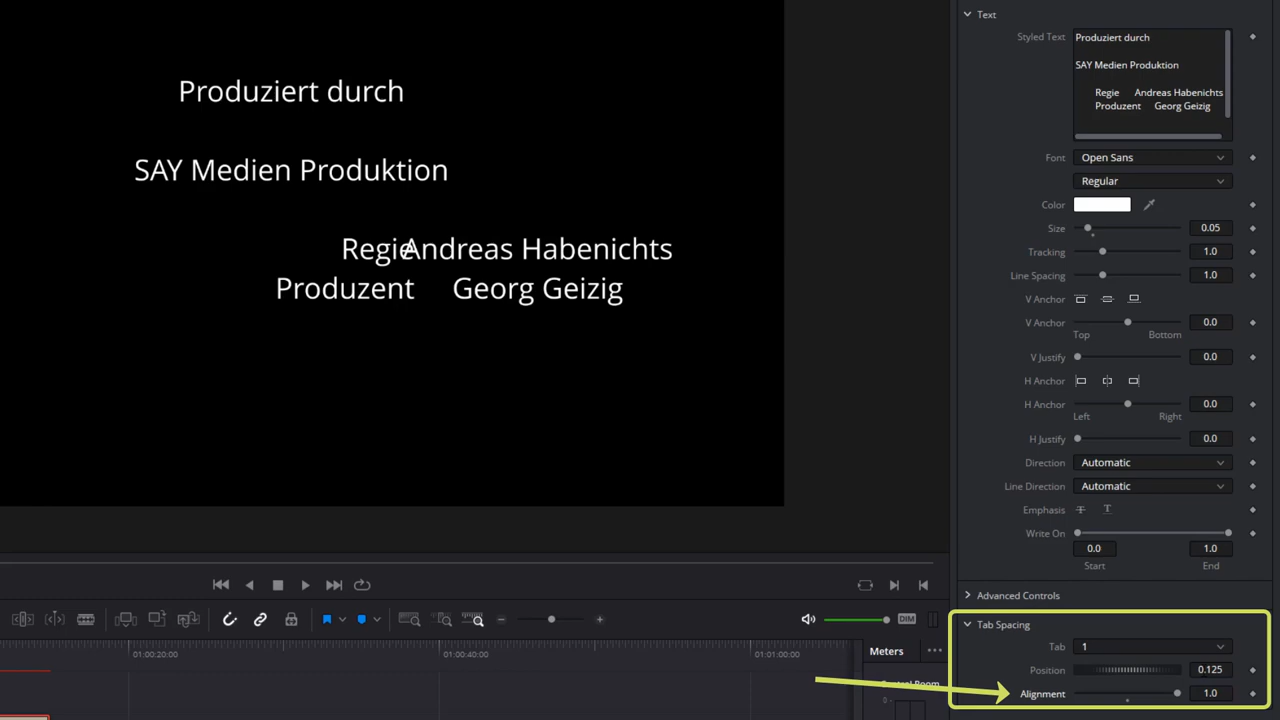 Produziert durch
SAY Medien Produktion
Regie Andreas Habenichts
Produzent Georg Geizig
Text
Styled Text
Produziert durch
SAY Medien Produktion
Regie Andreas Habenichts
Produzent Georg Geizig
Font Open Sans
Regular
Color
Size 0.05
Tracking 1.0
Line Spacing 1.0
V Anchor
V Anchor 0.0
Top Bottom
V Justify 0.0
H Anchor
H Anchor 0.0
Left Right
H Justify 0.0
Direction Automatic
Line Direction Automatic
Emphasis T T
Write On
0.0 1.0
Start End
Advanced Controls
Tab Spacing
Tab 1
Position 0.125
Alignment 1.0
DIM
01:00:20:00 01:00:40:00 01:01:00:00
Meters
Control Room
0